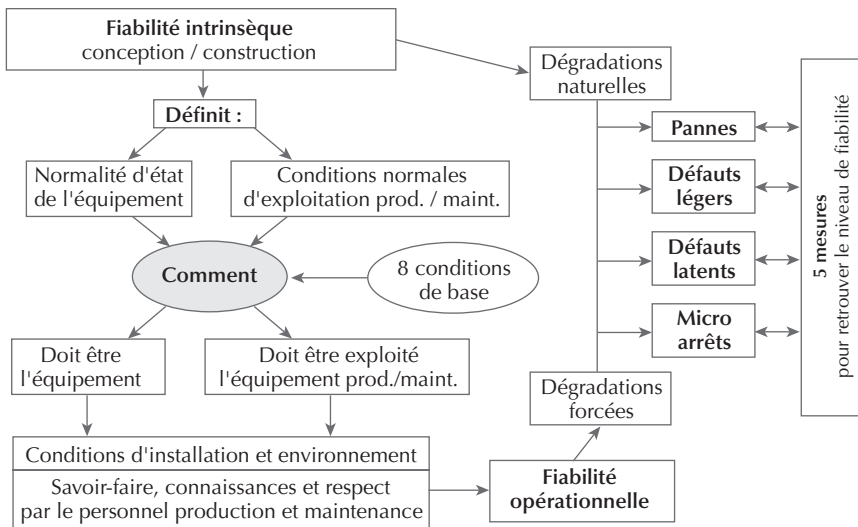 Fiabilité intrinsèque
conception / construction
Définit :
Normalité d'état
de l'équipement
Conditions normales
d'exploitation prod. / maint.
Comment
8 conditions
de base
Doit être
l'équipement
Doit être exploité
l'équipement prod./maint.
Conditions d'installation et environnement
Savoir-faire, connaissances et respect
par le personnel production et maintenance
Fiabilité
opérationnelle
Dégradations
naturelles
Pannes
Défauts
légers
Défauts
latents
Micro
arrêts
Dégradations
forcées
5 mesures
pour retrouver le niveau de fiabilité